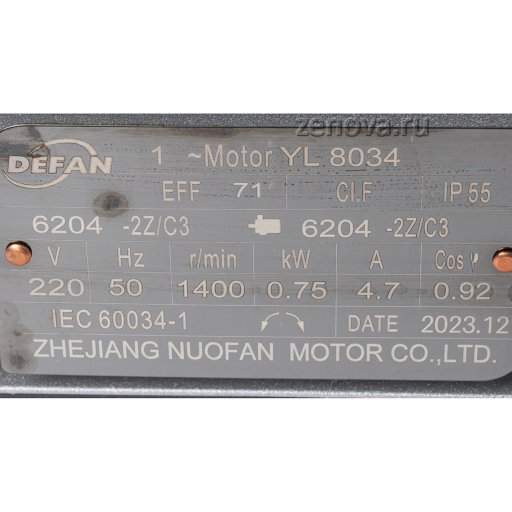 zenova.ru
DEFAN
1 ~Motor YL 8034
EFF 71 CI.F IP 55
6204 -2Z/C3 6204 -2Z/C3
V Hz r/min kW A Cos φ
220 50 1400 0.75 4.7 0.92
IEC 60034-1 DATE 2023.12
ZHEJIANG NUOFAN MOTOR CO.,LTD.